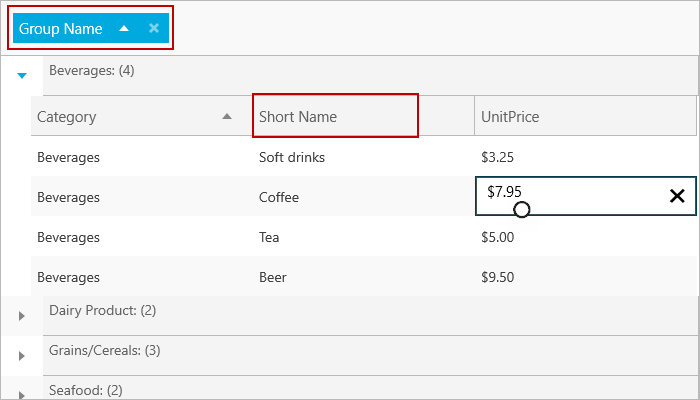 Group Name
Beverages: (4)
Category Short Name UnitPrice
Beverages Soft drinks $3.25
Beverages Coffee $7.95
Beverages Tea $5.00
Beverages Beer $9.50
Dairy Product: (2)
Grains/Cereals: (3)
Seafood: (2)